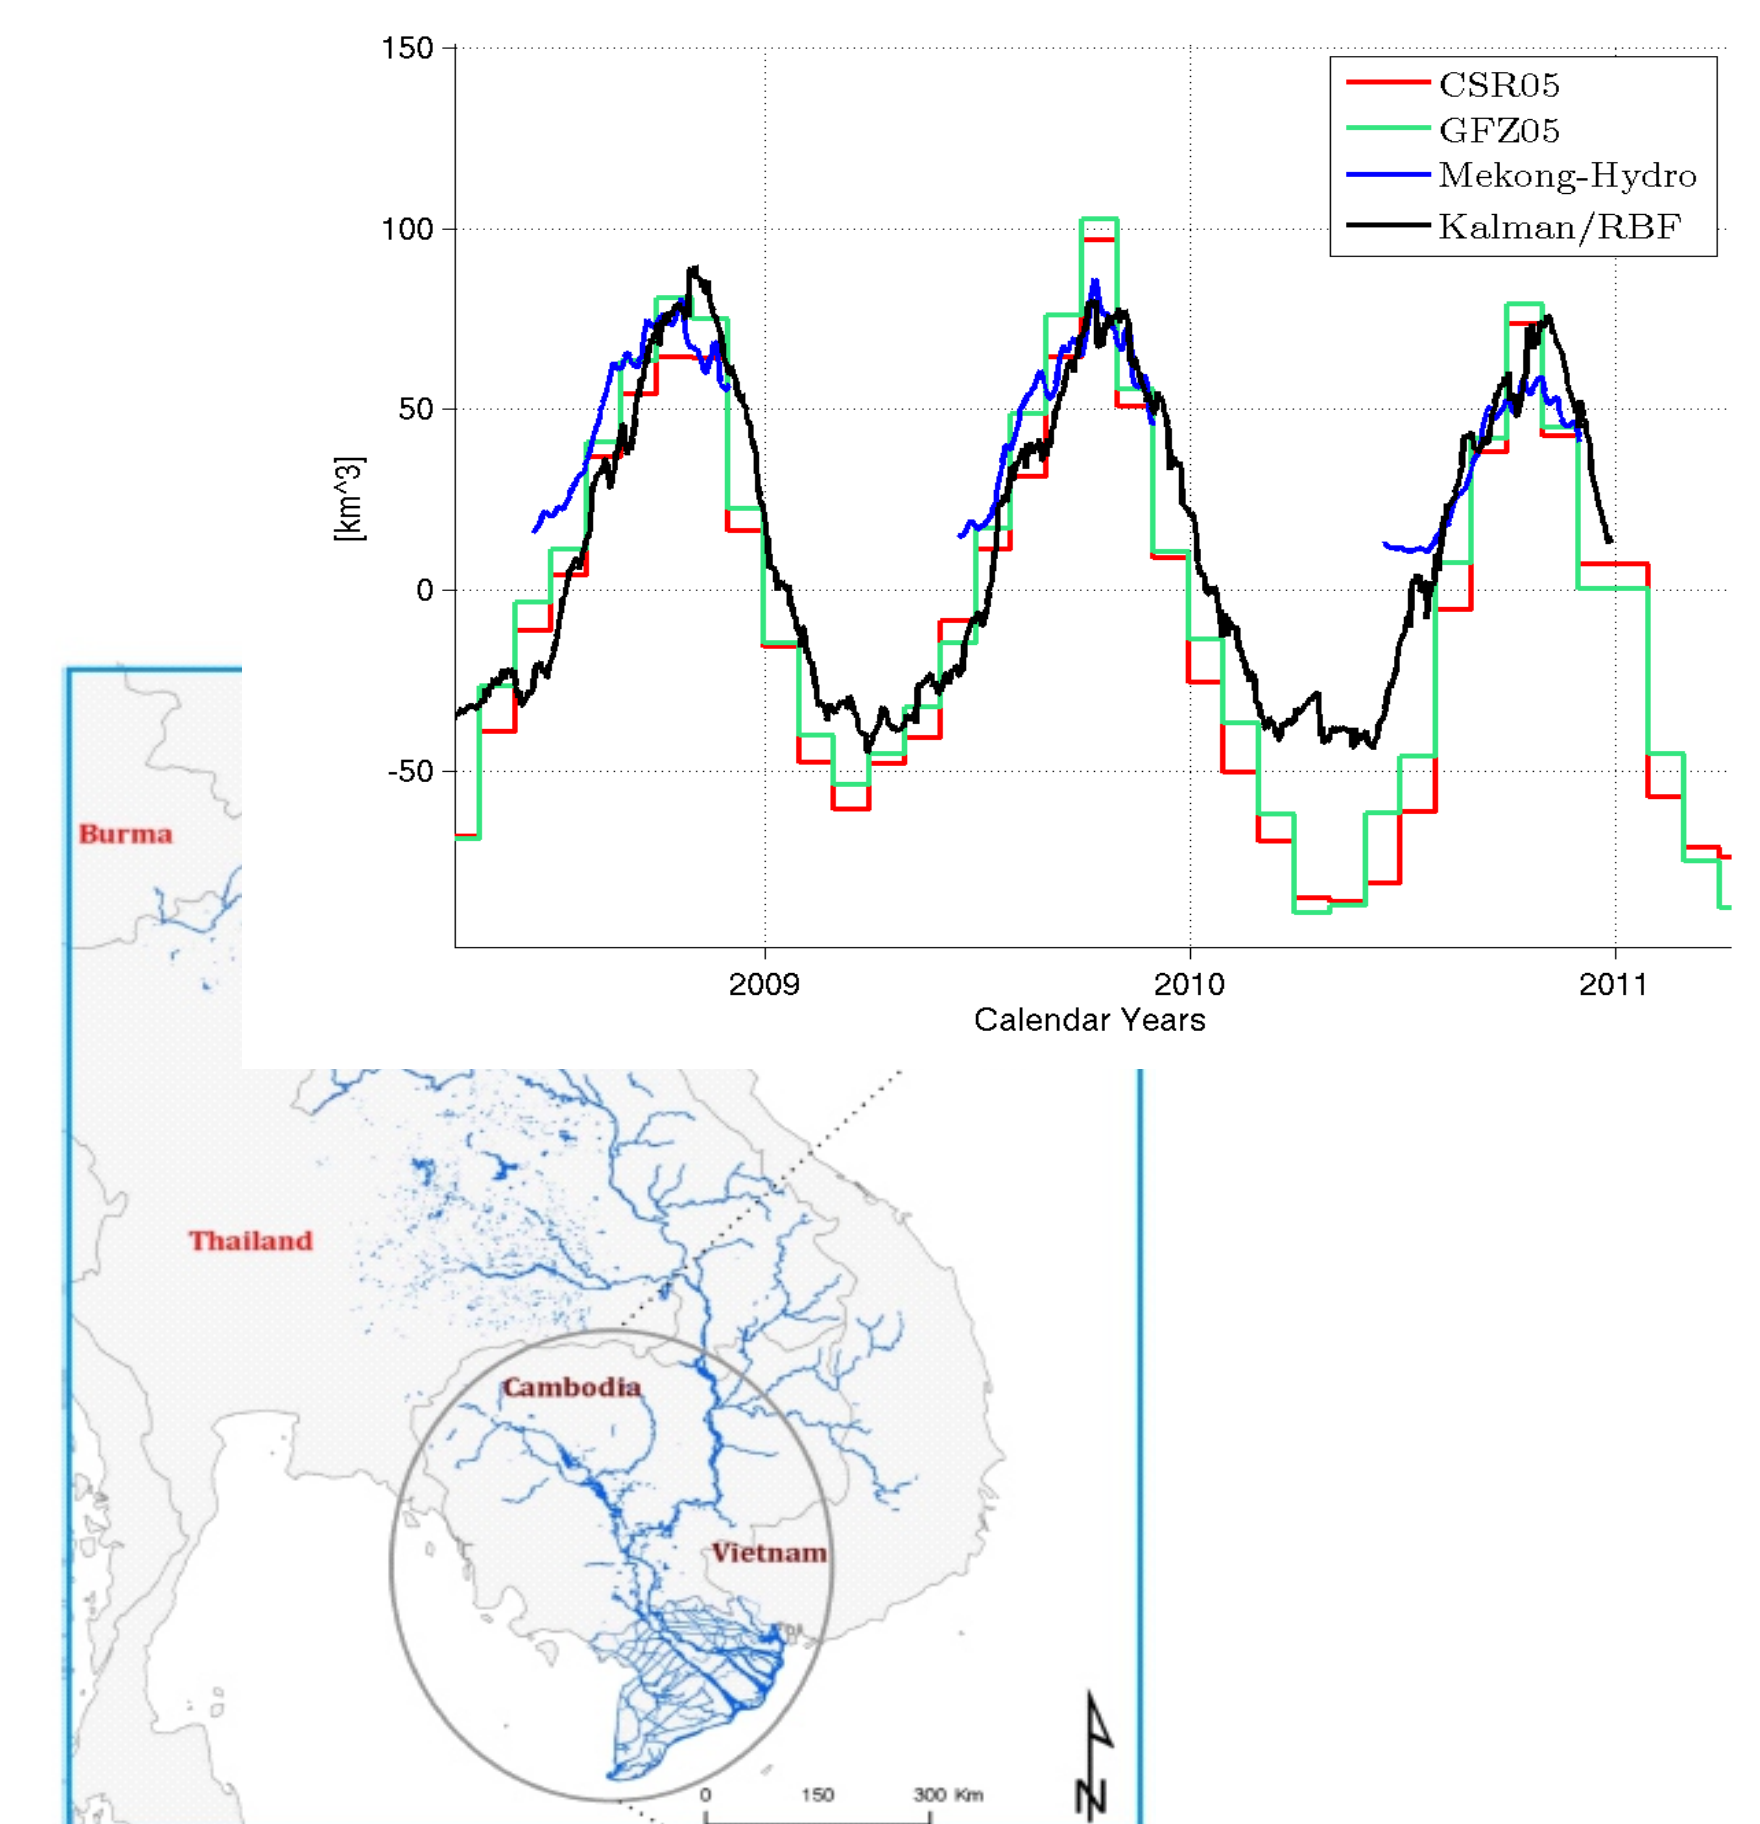 150
100
50
0
-50
[km^3]
CSR05
GFZ05
Mekong-Hydro
Kalman/RBF
2009 2010 2011
Calendar Years
Burma
Thailand
Cambodia
Vietnam
0 150 300 Km
N